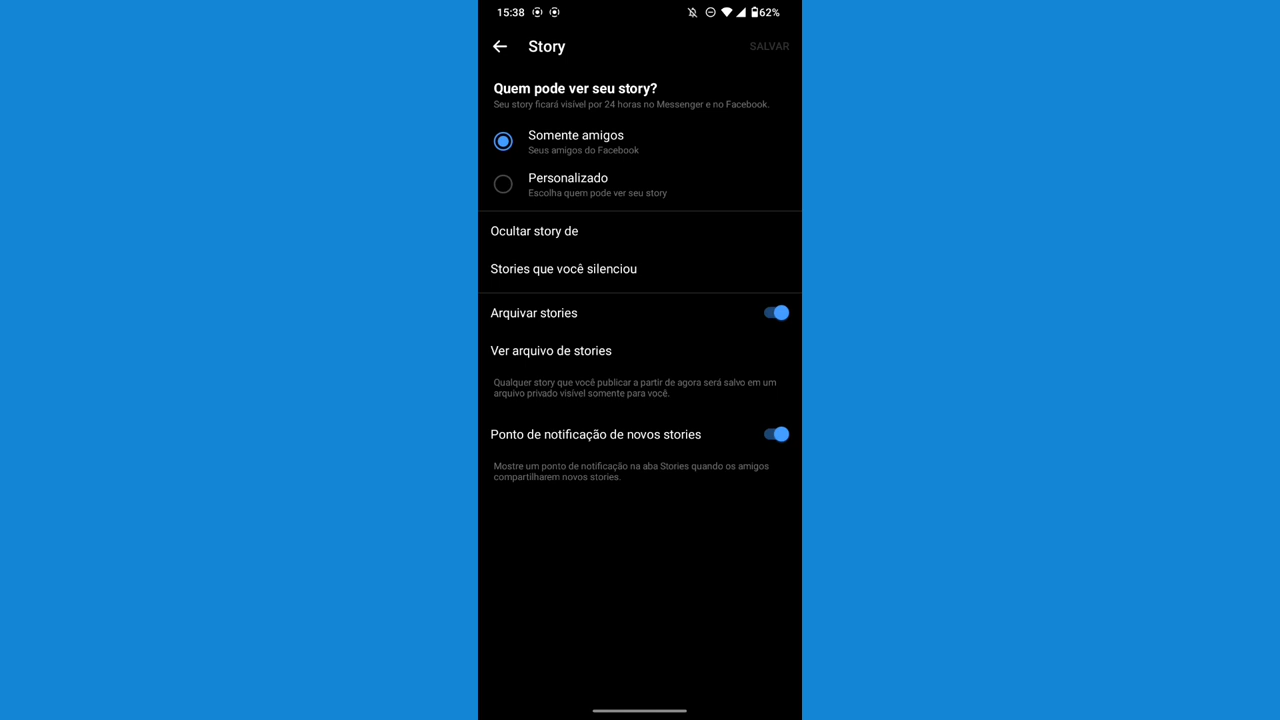 15:38 62%
Story SALVAR
Quem pode ver seu story?
Seu story ficará visível por 24 horas no Messenger e no Facebook.
Somente amigos
Seus amigos do Facebook
Personalizado
Escolha quem pode ver seu story
Ocultar story de
Stories que você silenciou
Arquivar stories
Ver arquivo de stories
Qualquer story que você publicar a partir de agora será salvo em um
arquivo privado visível somente para você.
Ponto de notificação de novos stories
Mostre um ponto de notificação na aba Stories quando os amigos
compartilharem novos stories.